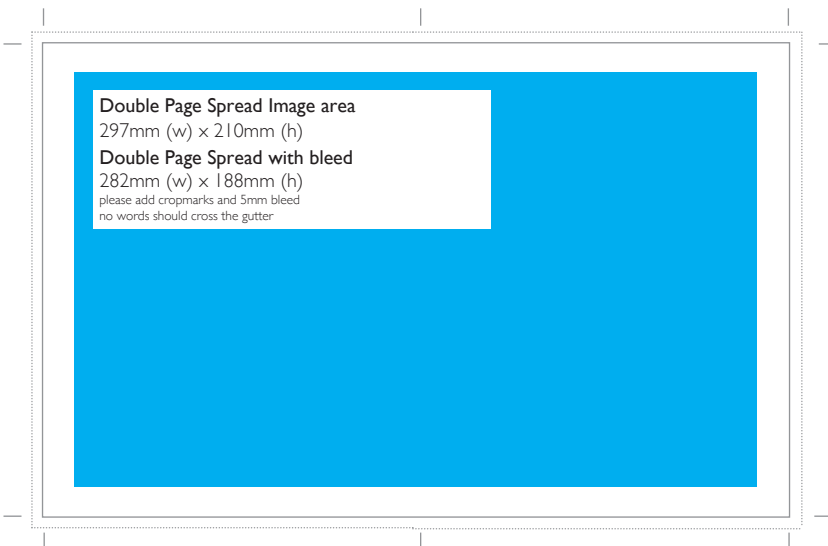 Double Page Spread Image area
297mm (w) x 210mm (h)
Double Page Spread with bleed
282mm (w) x 188mm (h)
please add cropmarks and 5mm bleed
no words should cross the gutter